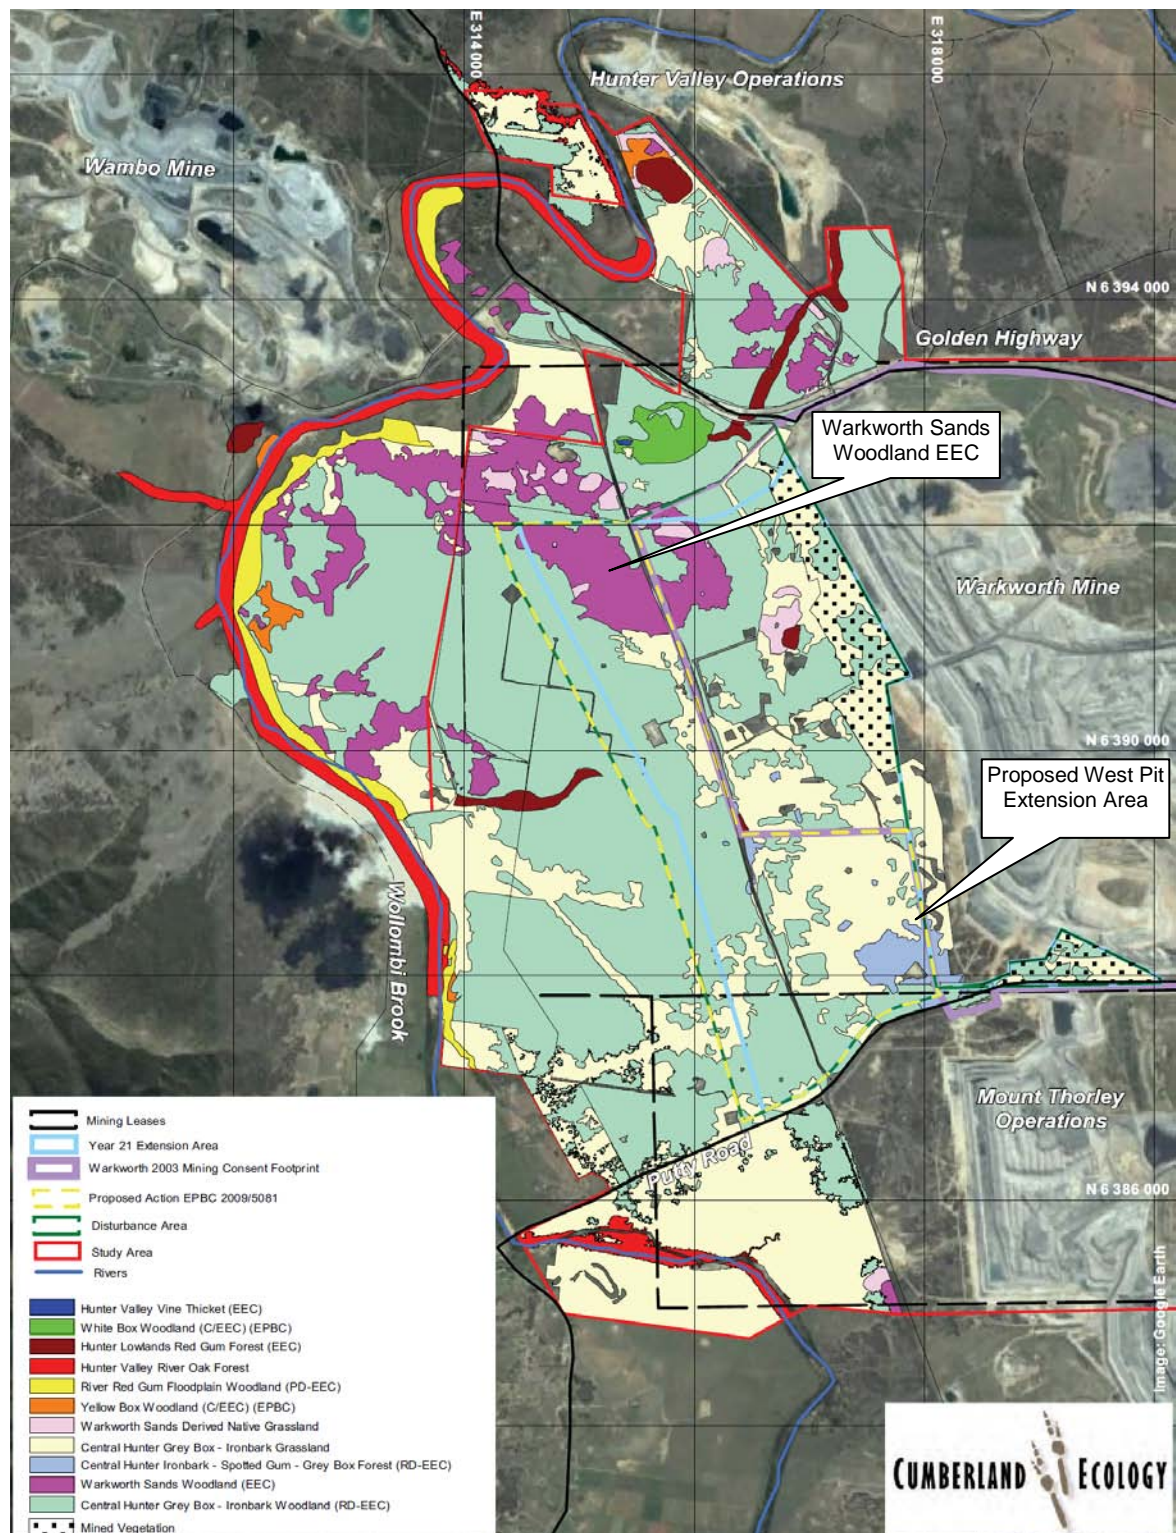 E 314 000
E 318 000
Hunter Valley Operations
Wambo Mine
N 6 394 000
Golden Highway
Warkworth Sands
Woodland EEC
Warkworth Mine
N 6 390 000
Proposed West Pit
Extension Area
Wollombi Brook
Mount Thorley
Operations
Putty Road
N 6 386 000
Image: Google Earth
Mining Leases
Year 21 Extension Area
Warkworth 2003 Mining Consent Footprint
Proposed Action EPBC 2009/5081
Disturbance Area
Study Area
Rivers
Hunter Valley Vine Thicket (EEC)
White Box Woodland (C/EEC) (EPBC)
Hunter Lowlands Red Gum Forest (EEC)
Hunter Valley River Oak Forest
River Red Gum Floodplain Woodland (PD-EEC)
Yellow Box Woodland (C/EEC) (EPBC)
Warkworth Sands Derived Native Grassland
Central Hunter Grey Box - Ironbark Grassland
Central Hunter Ironbark - Spotted Gum - Grey Box Forest (RD-EEC)
Warkworth Sands Woodland (EEC)
Central Hunter Grey Box - Ironbark Woodland (RD-EEC)
Mined Vegetation
CUMBERLAND ECOLOGY